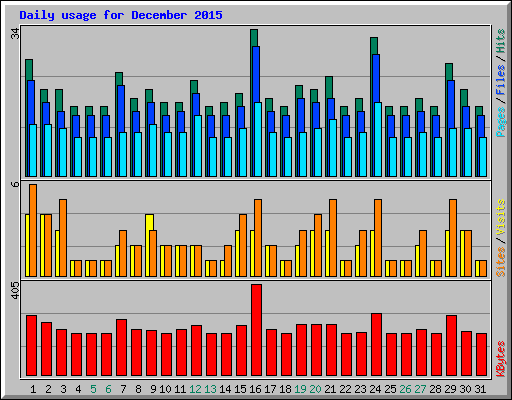 Daily usage for December 2015
34
Pages / Files / Hits
6
Sites / Visits
405
KBytes
1 2 3 4 5 6 7 8 9 10 11 12 13 14 15 16 17 18 19 20 21 22 23 24 25 26 27 28 29 30 31